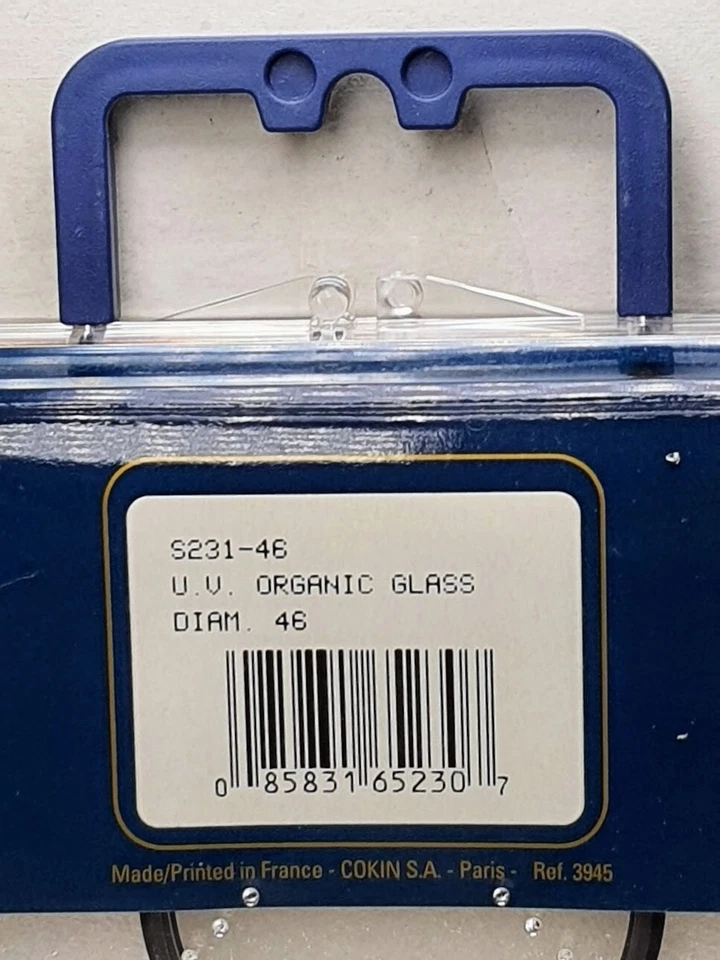 S231-46
U.V. ORGANIC GLASS
DIAM. 46
0 85831 65230 7
Made/Printed in France - COKIN S.A. - Paris - Ref. 3945